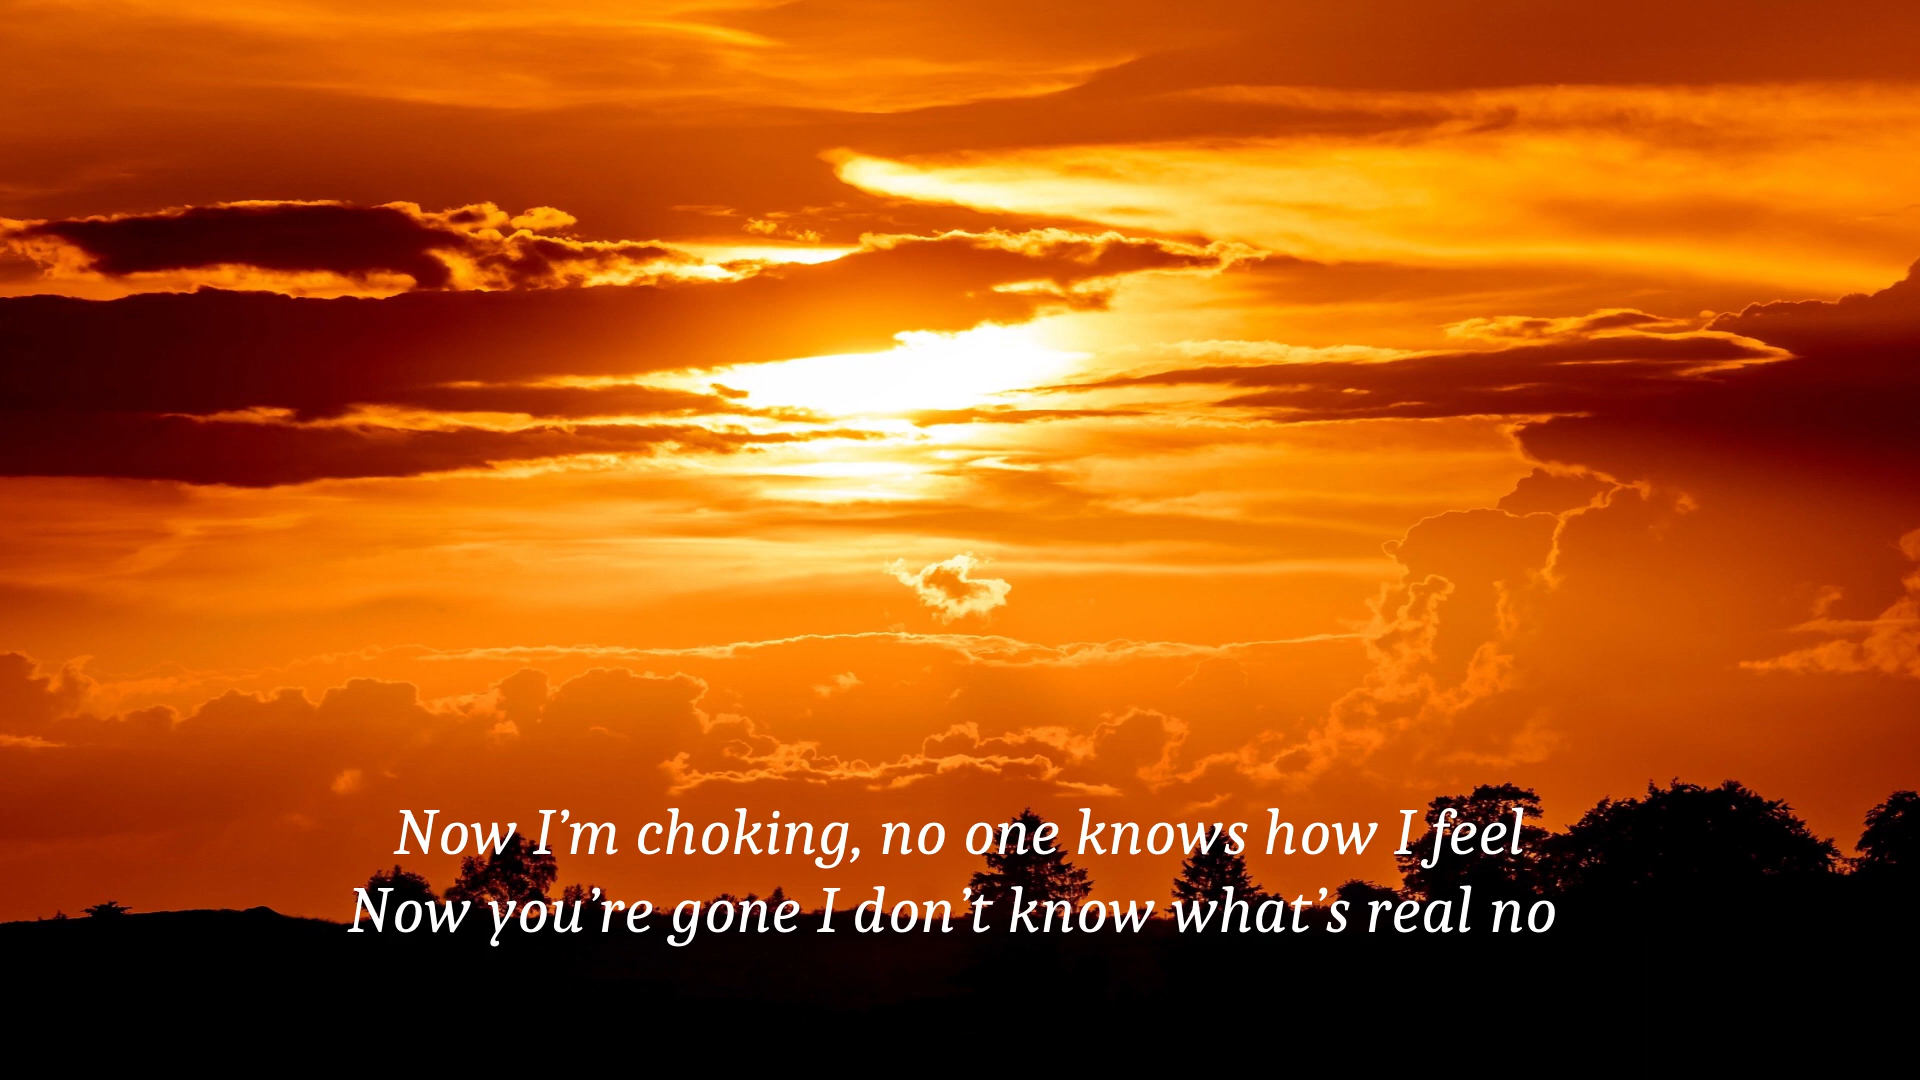 Now I’m choking, no one knows how I feel
Now you’re gone I don’t know what’s real no